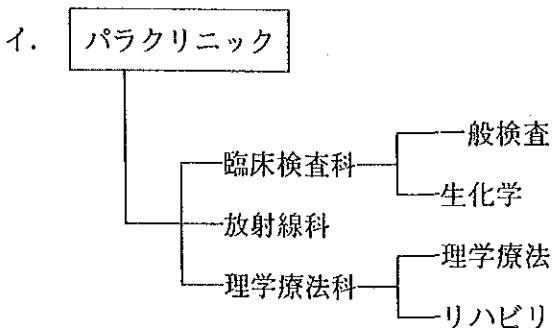 イ. パラクリニック
一般検査
臨床検査科
生化学
放射線科
理学療法
理学療法科
リハビリ